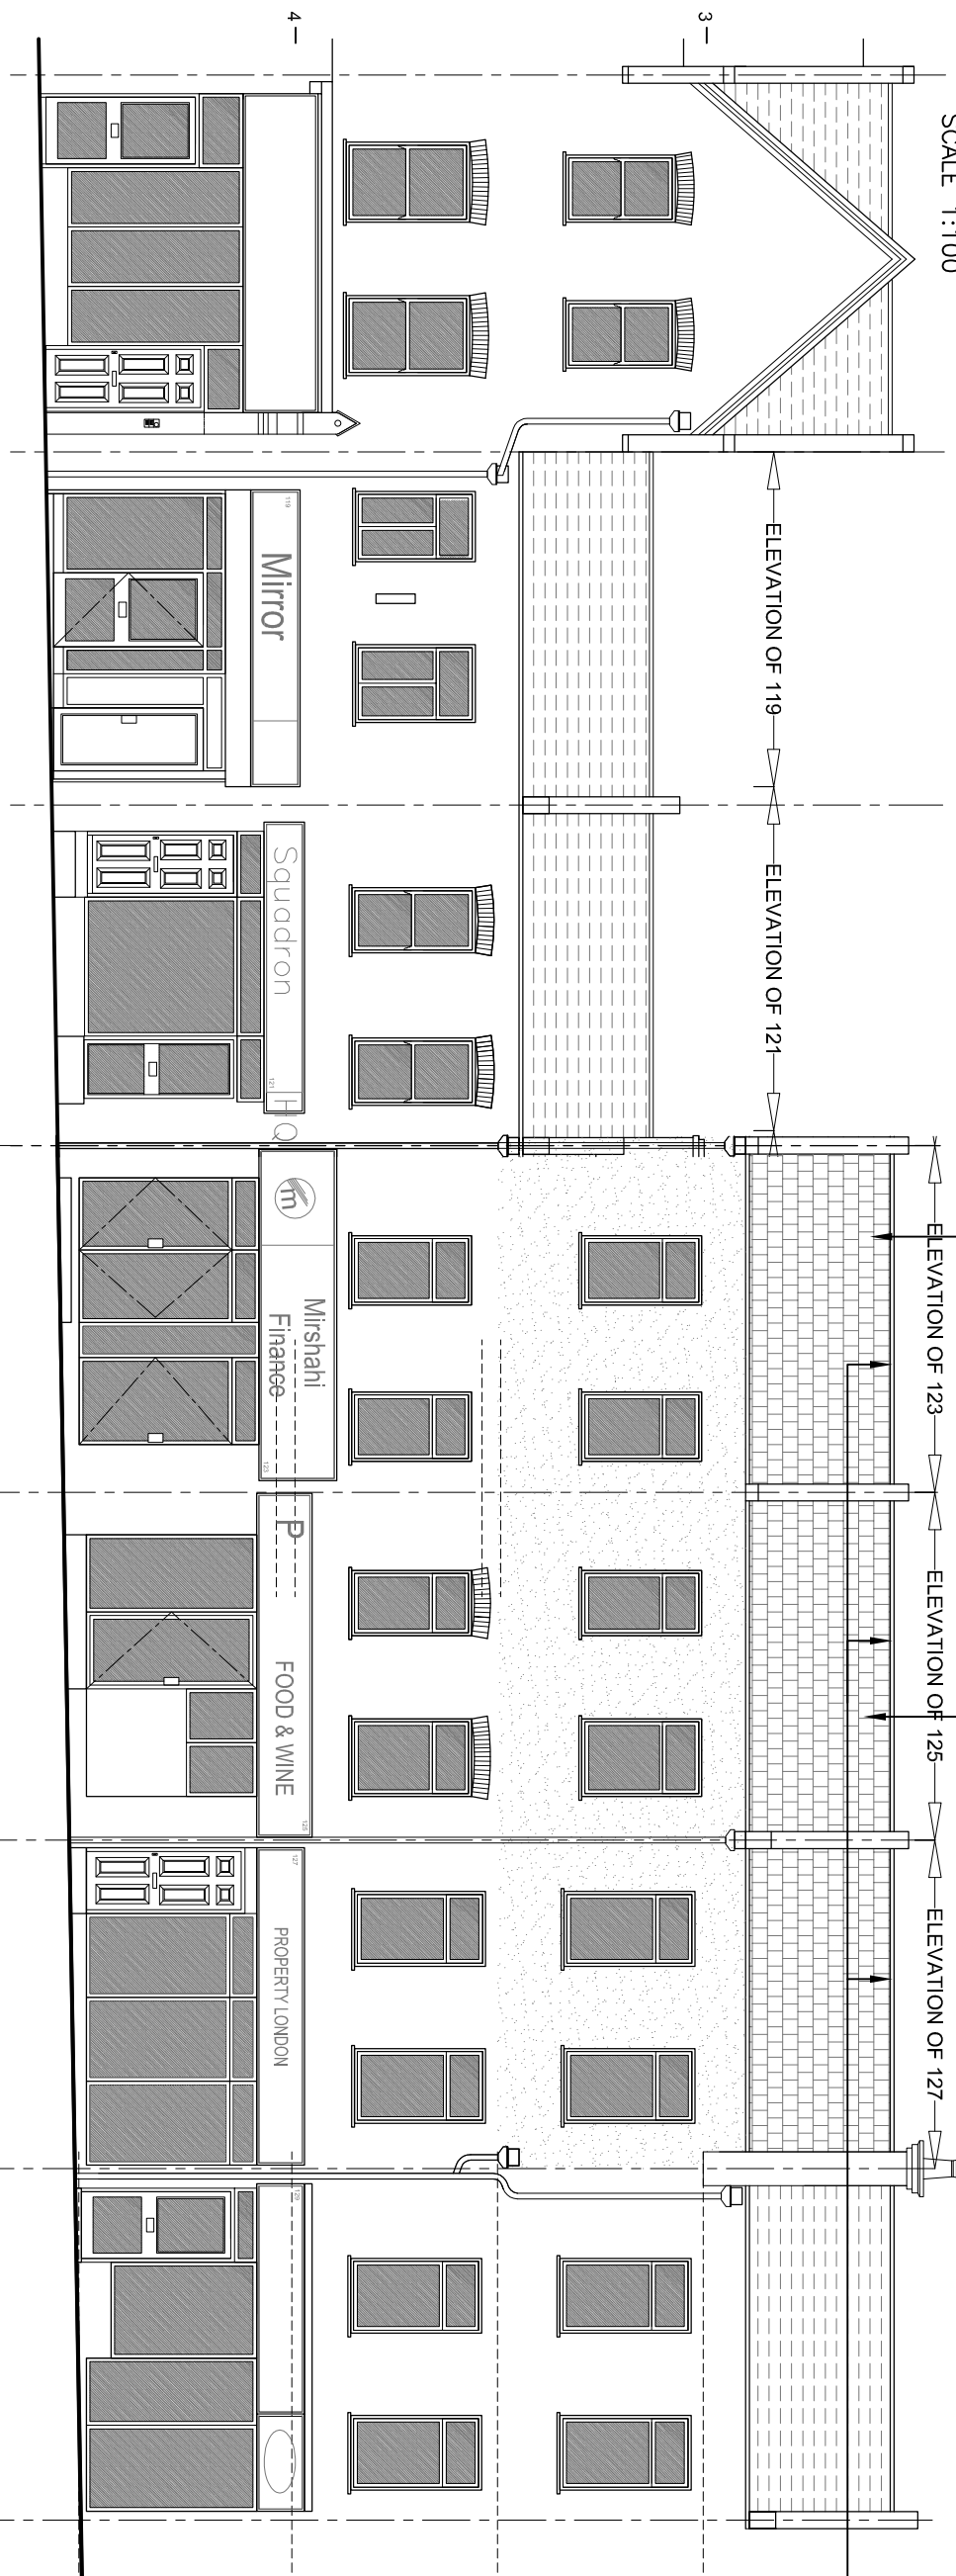 SCALE 1:100
3
4
ELEVATION OF 119
ELEVATION OF 121
ELEVATION OF 123
ELEVATION OF 125
ELEVATION OF 127
119
Mirror
Squadron HQ
121
m
Mirshahi
Finance
123
P
FOOD & WINE
125
127
PROPERTY LONDON
129